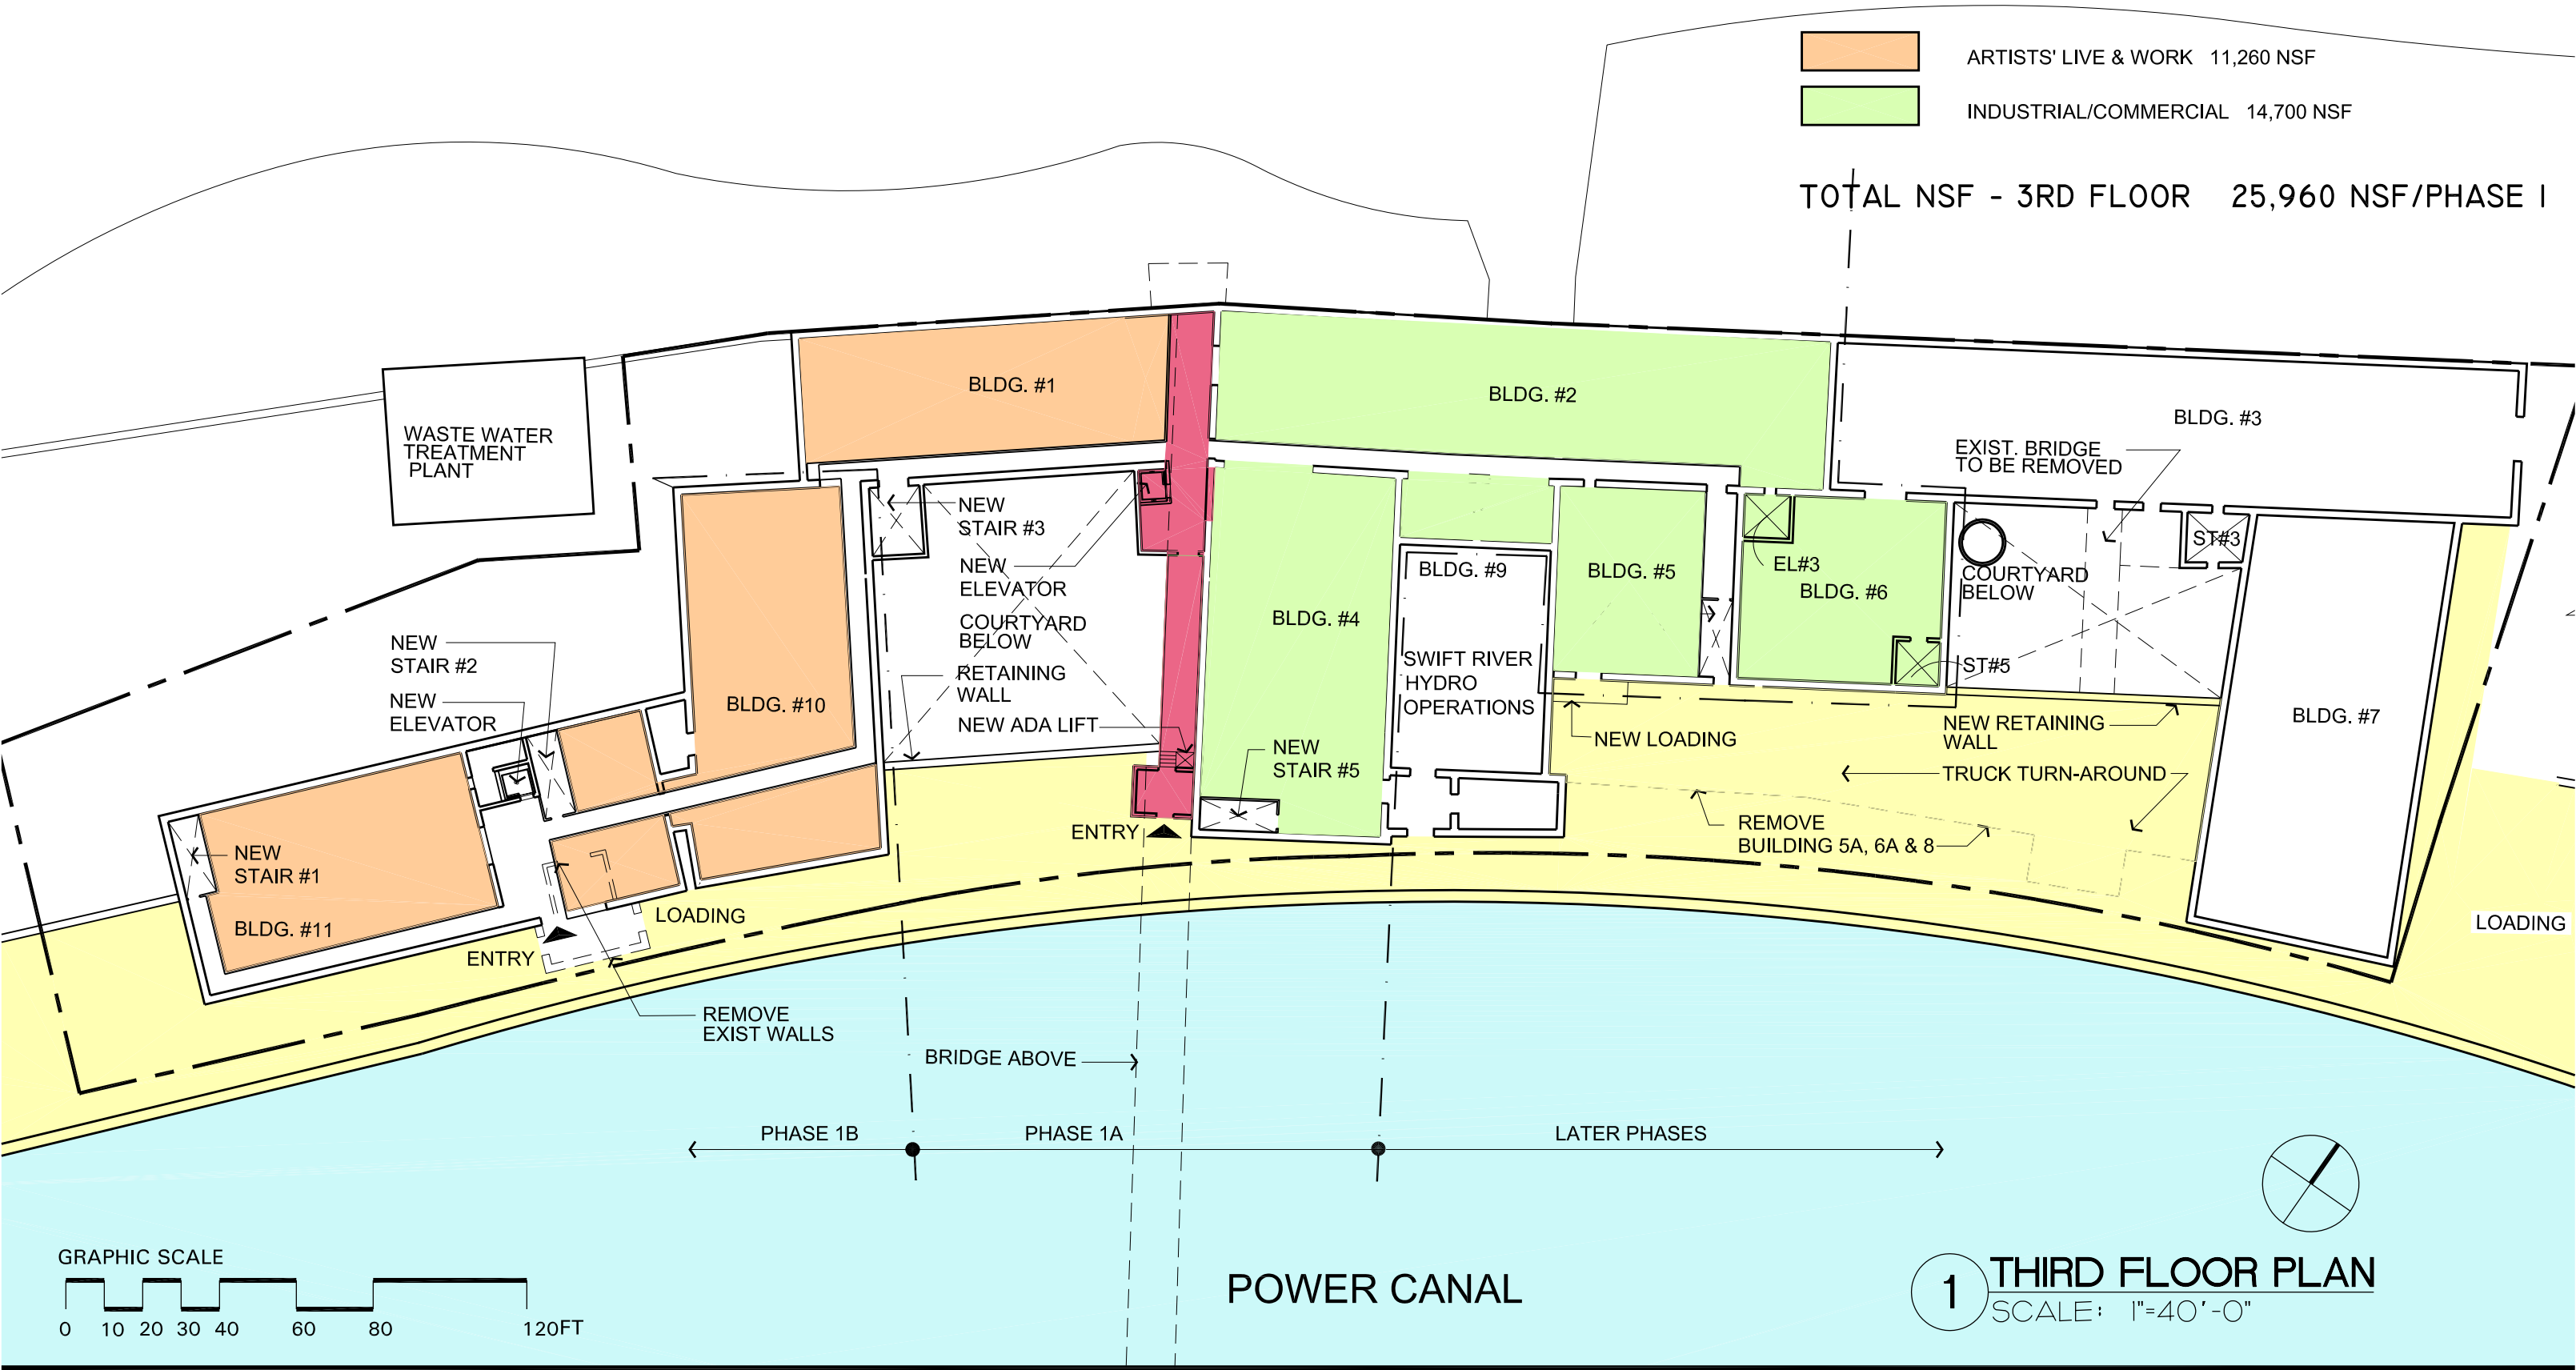 ARTISTS' LIVE & WORK 11,260 NSF
INDUSTRIAL/COMMERCIAL 14,700 NSF
TOTAL NSF - 3RD FLOOR 25,960 NSF/PHASE I
BLDG. #1
BLDG. #2
BLDG. #3
WASTE WATER
TREATMENT
PLANT
EXIST. BRIDGE
TO BE REMOVED
NEW
STAIR #3
NEW
ELEVATOR
COURTYARD
BELOW
RETAINING
WALL
NEW ADA LIFT
ST#3
EL#3
BLDG. #9
BLDG. #5
BLDG. #6
COURTYARD
BELOW
BLDG. #4
NEW
STAIR #2
NEW
ELEVATOR
BLDG. #10
SWIFT RIVER
HYDRO
OPERATIONS
ST#5
NEW LOADING
NEW RETAINING
WALL
BLDG. #7
NEW
STAIR #5
TRUCK TURN-AROUND
REMOVE
BUILDING 5A, 6A & 8
ENTRY
NEW
STAIR #1
BLDG. #11
LOADING
ENTRY
LOADING
REMOVE
EXIST WALLS
BRIDGE ABOVE
PHASE 1B
PHASE 1A
LATER PHASES
GRAPHIC SCALE
0 10 20 30 40 60 80 120FT
POWER CANAL
1 THIRD FLOOR PLAN
SCALE: 1"=40'-0"